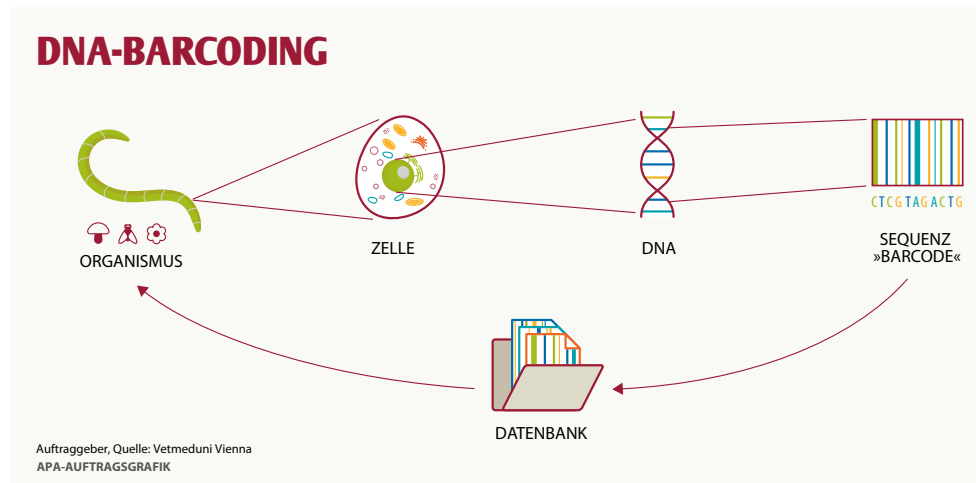 DNA-BARCODING
CTCGTAGACTG
ORGANISMUS
ZELLE
DNA
SEQUENZ
»BARCODE«
DATENBANK
Auftraggeber, Quelle: Vetmeduni Vienna
APA-AUFTRAGSGRAFIK